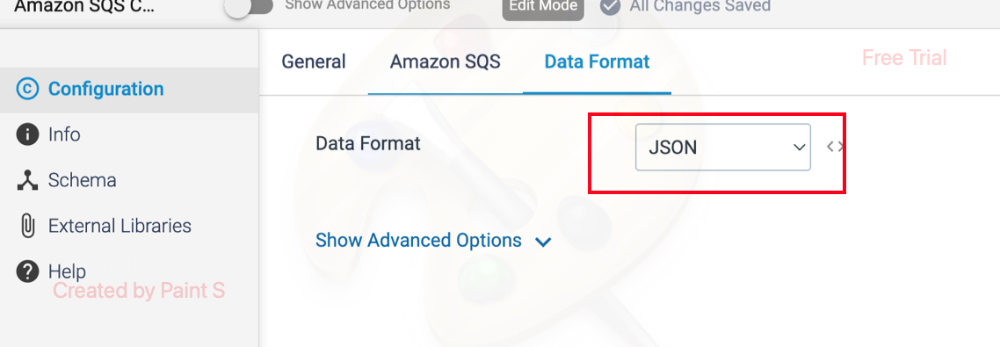 Amazon SQS C...
Show Advanced Options
Edit Mode
All Changes Saved
General
Amazon SQS
Data Format
Free Trial
Configuration
Info
Schema
External Libraries
Help
Created by Paint S
Data Format
JSON
Show Advanced Options